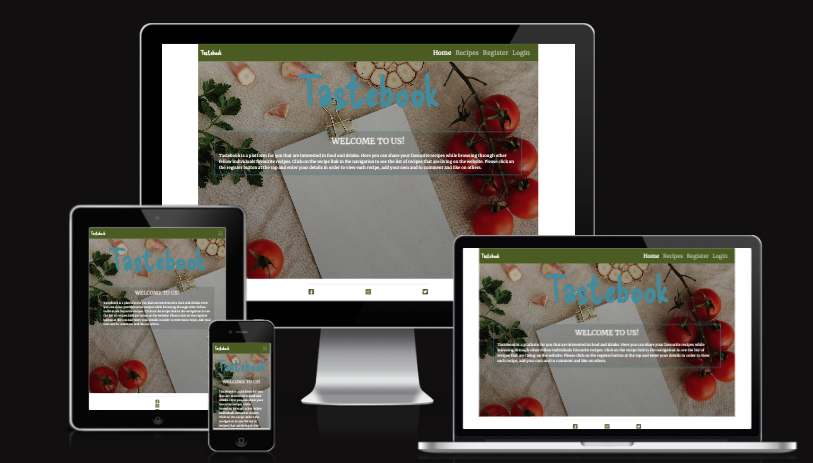 Tastebook
Home Recipes Register Login
Tastebook
WELCOME TO US!
Tastebook is a platform for you that are interested in food and drinks. Here you can share your favourite recipes while browsing through other
fellow individuals favourite recipes. Click on the recipe link in the navigation to see the list of recipes that are living on the website. Please click on
the register button at the top and enter your details in order to view each recipe, add your own and to comment and like on others.
Tastebook
Tastebook
WELCOME TO US!
Tastebook
Tastebook
WELCOME TO US!
Tastebook
Home Recipes Register Login
Tastebook
WELCOME TO US!
Tastebook is a platform for you that are interested in food and drinks. Here you can share your favourite recipes while
browsing through other fellow individuals favourite recipes. Click on the recipe link in the navigation to see the list of
recipes that are living on the website. Please click on the register button at the top and enter your details in order to view
each recipe, add your own and to comment and like on others.